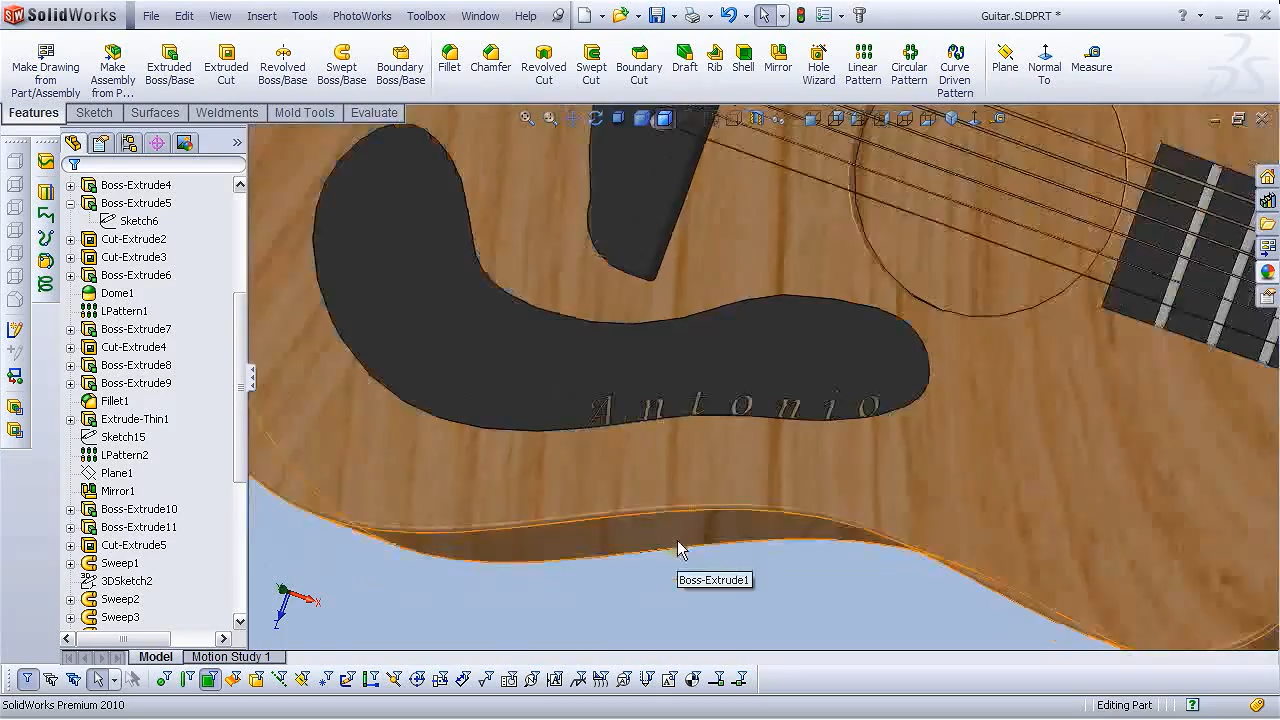 SolidWorks File Edit View Insert Tools PhotoWorks Toolbox Window Help Guitar.SLDPRT *
Make Drawing from Part/Assembly
Make Assembly from P...
Extruded Boss/Base
Extruded Cut
Revolved Boss/Base
Swept Boss/Base
Boundary Boss/Base
Fillet
Chamfer
Revolved Cut
Swept Cut
Boundary Cut
Draft
Rib
Shell
Mirror
Hole Wizard
Linear Pattern
Circular Pattern
Curve Driven Pattern
Plane
Normal To
Measure
Features Sketch Surfaces Weldments Mold Tools Evaluate
Boss-Extrude4
Boss-Extrude5
Sketch6
Cut-Extrude2
Cut-Extrude3
Boss-Extrude6
Dome1
LPattern1
Boss-Extrude7
Cut-Extrude4
Boss-Extrude8
Boss-Extrude9
Fillet1
Extrude-Thin1
Sketch15
LPattern2
Plane1
Mirror1
Boss-Extrude10
Boss-Extrude11
Cut-Extrude5
Sweep1
3DSketch2
Sweep2
Sweep3
Antonio
Boss-Extrude1
X
Z
Model Motion Study 1
SolidWorks Premium 2010 Editing Part